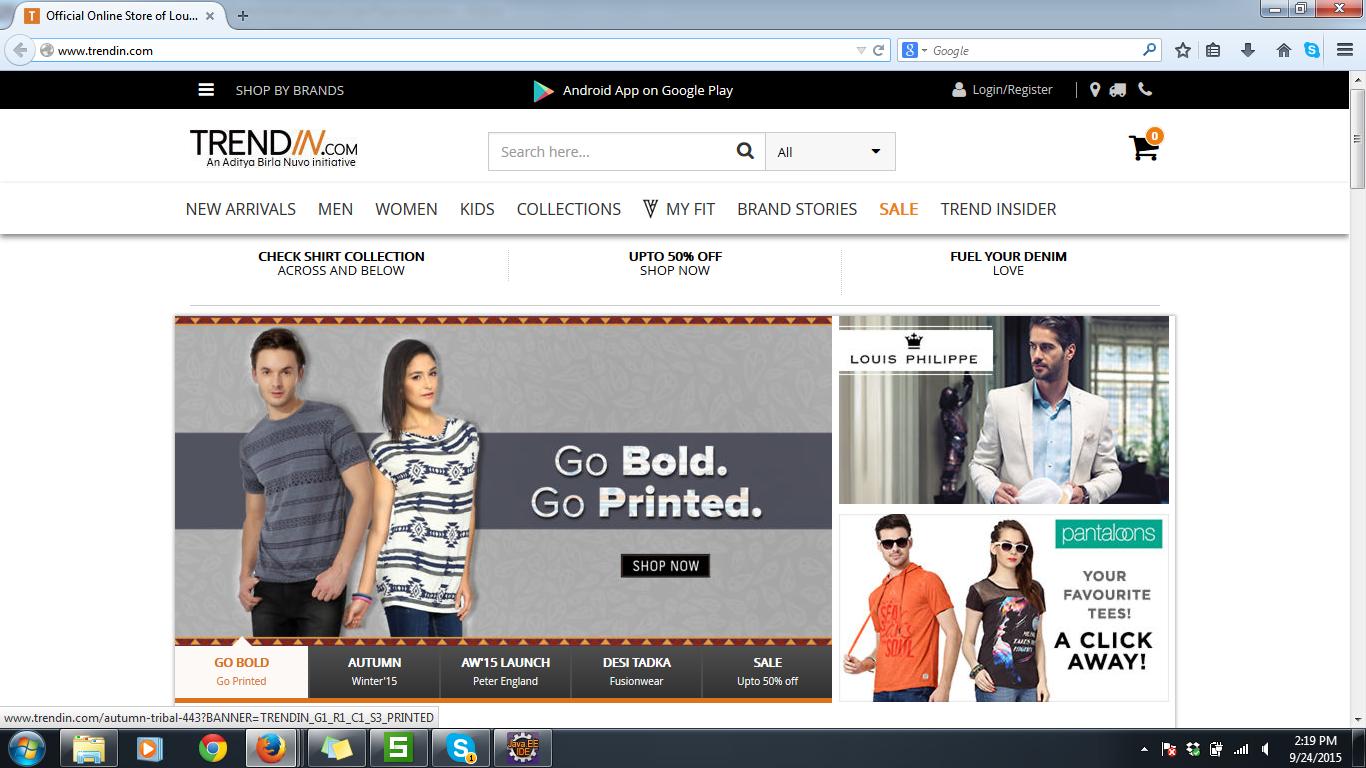 Official Online Store of Lou...
www.trendin.com
Google
SHOP BY BRANDS
Android App on Google Play
Login/Register
TRENDIN.COM
An Aditya Birla Nuvo initiative
Search here...
All
0
NEW ARRIVALS
MEN
WOMEN
KIDS
COLLECTIONS
MY FIT
BRAND STORIES
SALE
TREND INSIDER
CHECK SHIRT COLLECTION
ACROSS AND BELOW
UPTO 50% OFF
SHOP NOW
FUEL YOUR DENIM
LOVE
Go Bold.
Go Printed.
SHOP NOW
LOUIS PHILIPPE
pantaloons
YOUR
FAVOURITE
TEES!
A CLICK
AWAY!
GO BOLD
Go Printed
AUTUMN
Winter'15
AW'15 LAUNCH
Peter England
DESI TADKA
Fusionwear
SALE
Upto 50% off
www.trendin.com/autumn-tribal-443?BANNER=TRENDIN_G1_R1_C1_S3_PRINTED
Java EE
IDE
2:19 PM
9/24/2015